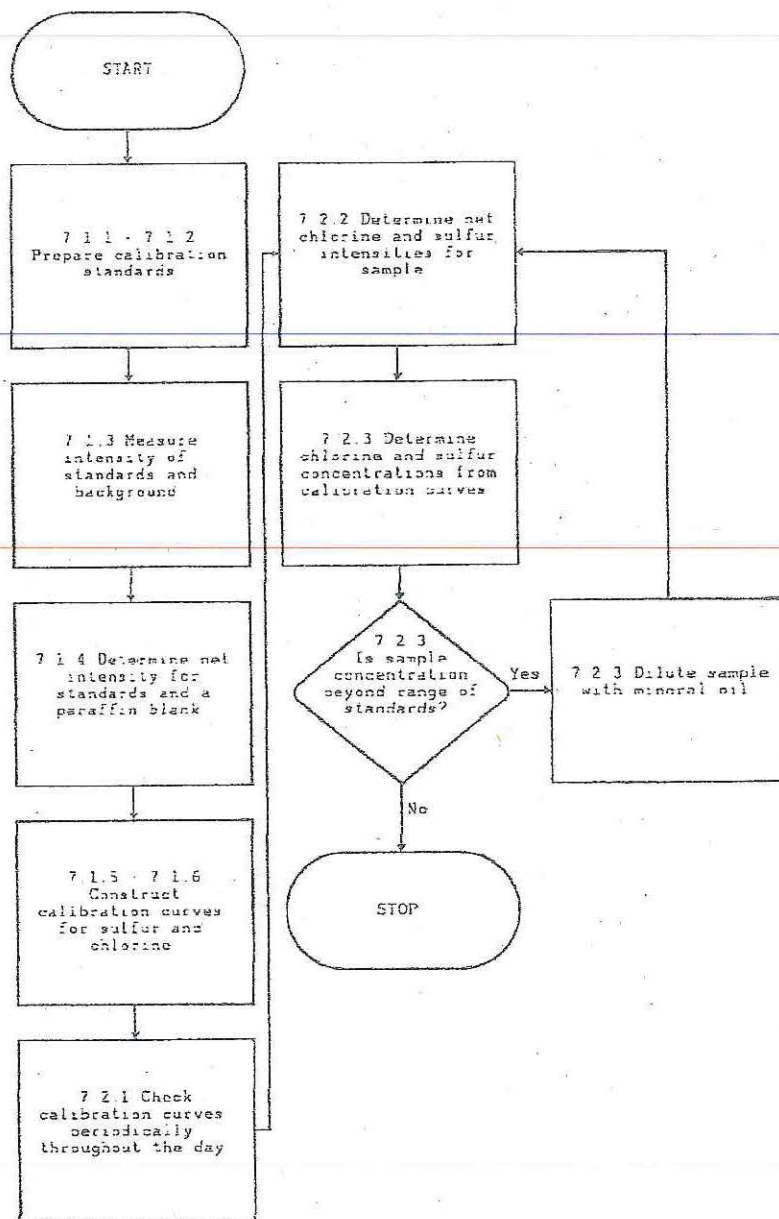 START
7 1 1 - 7 1 2
Prepare calibration
standards
7 1.3 Measure
intensity of
standards and
background
7 1 4 Determine net
intensity for
standards and a
paraffin blank
7.1.5 - 7 1.6
Construct
calibration curves
for sulfur and
chlorine
7 2.1 Check
calibration curves
periodically
throughout the day
7 2.2 Determine net
chlorine and sulfur
intensities for
sample
7 2.3 Determine
chlorine and sulfur
concentrations from
calibration curves
7 2 3
Is sample
concentration
beyond range of
standards?
Yes
7 2 3 Dilute sample
with mineral oil
No
STOP